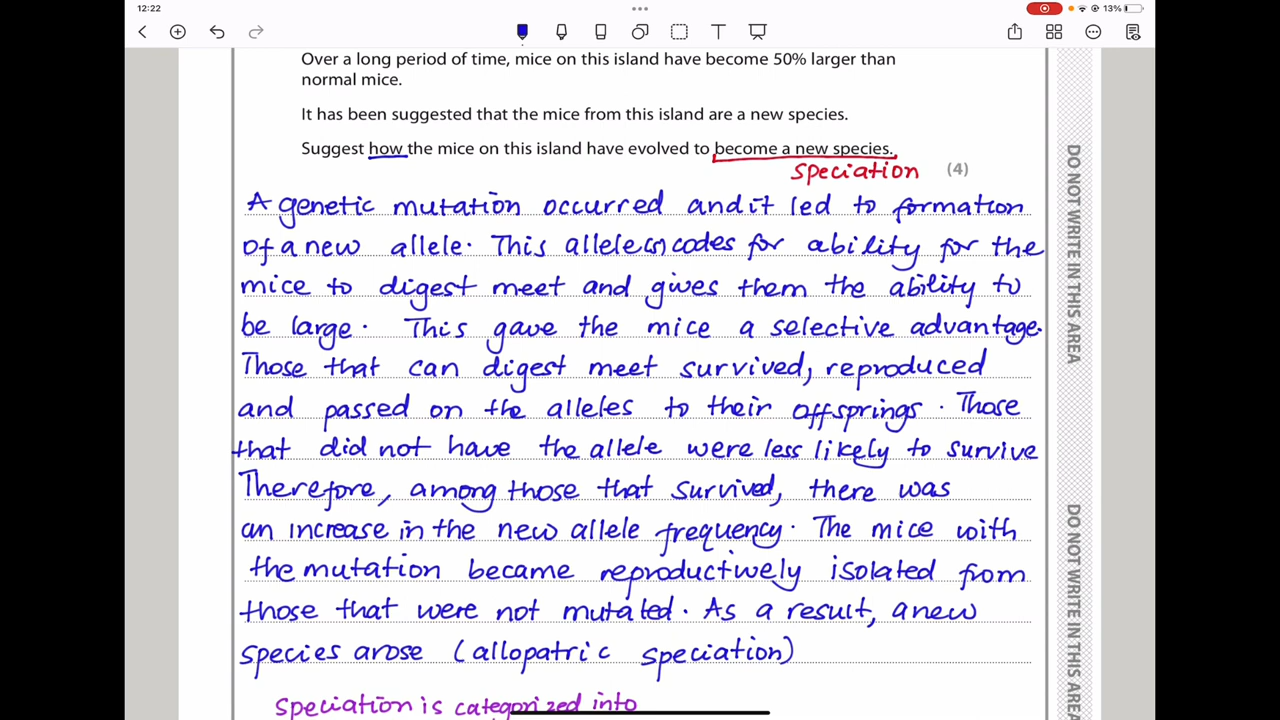 12:22
13%
Over a long period of time, mice on this island have become 50% larger than
normal mice.
It has been suggested that the mice from this island are a new species.
Suggest how the mice on this island have evolved to become a new species.
speciation (4)
A genetic mutation occurred and it led to formation
of a new allele. This allele(s) codes for ability for the
mice to digest meet and gives them the ability to
be large. This gave the mice a selective advantage.
Those that can digest meet survived, reproduced
and passed on the alleles to their offsprings. Those
that did not have the allele were less likely to survive
Therefore, among those that survived, there was
an increase in the new allele frequency. The mice with
the mutation became reproductively isolated from
those that were not mutated. As a result, a new
species arose (allopatric speciation)
Speciation is categorized into
DO NOT WRITE IN THIS AREA
DO NOT WRITE IN THIS AREA